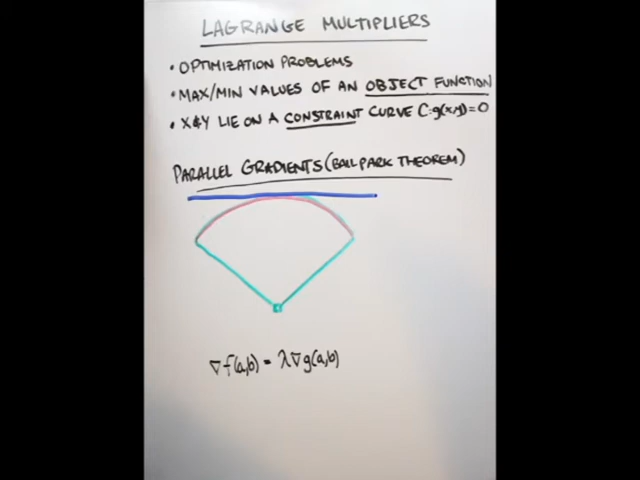 LAGRANGE MULTIPLIERS
• OPTIMIZATION PROBLEMS
• MAX/MIN VALUES OF AN OBJECT FUNCTION
• X&Y LIE ON A CONSTRAINT CURVE C:g(x,y)=0
PARALLEL GRADIENTS (BALL PARK THEOREM)
∇f(a,b) = λ∇g(a,b)